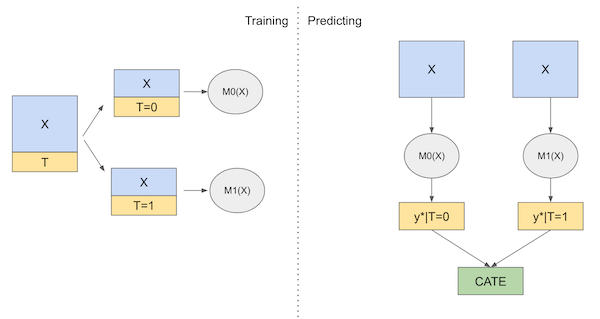 Training
Predicting
X
T
X
T=0
M0(X)
X
T=1
M1(X)
X
X
M0(X)
M1(X)
y*|T=0
y*|T=1
CATE